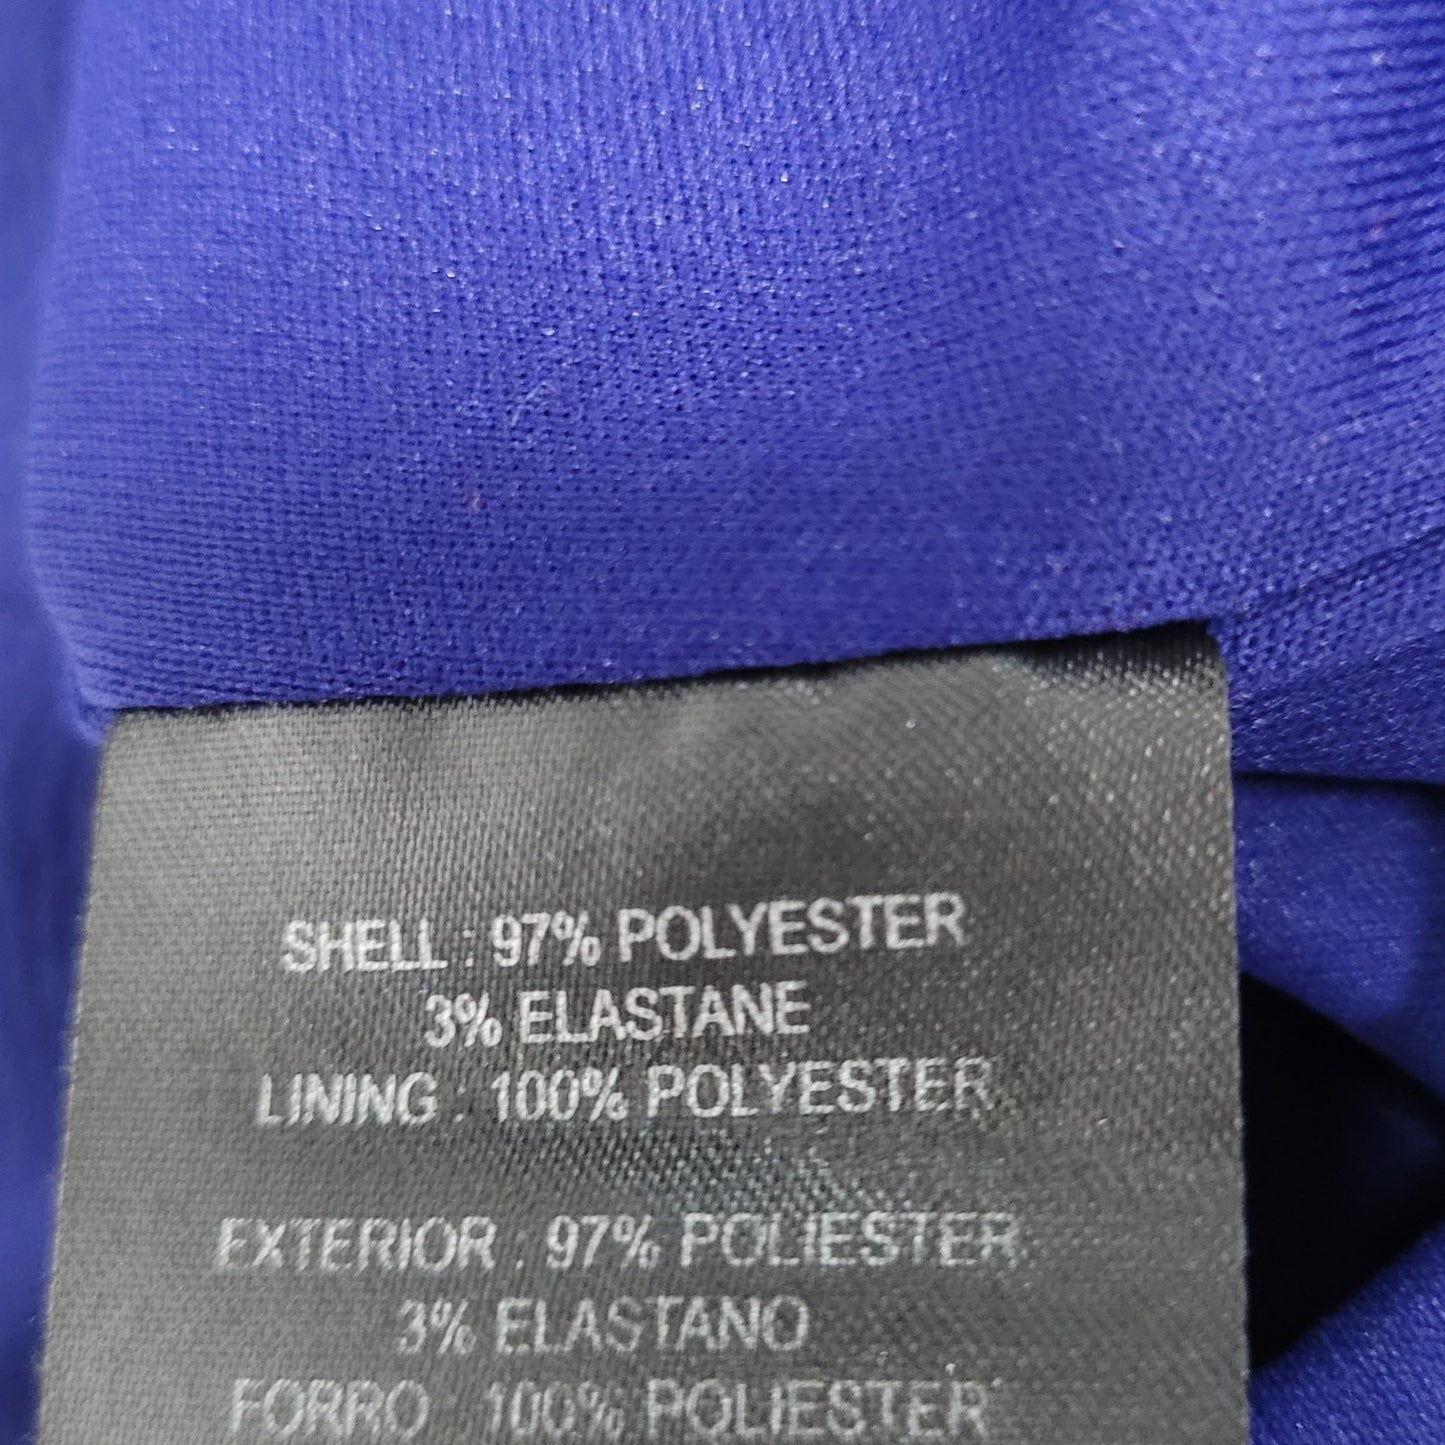 SHELL : 97% POLYESTER
3% ELASTANE
LINING : 100% POLYESTER
EXTERIOR : 97% POLIESTER
3% ELASTANO
FORRO : 100% POLIESTER